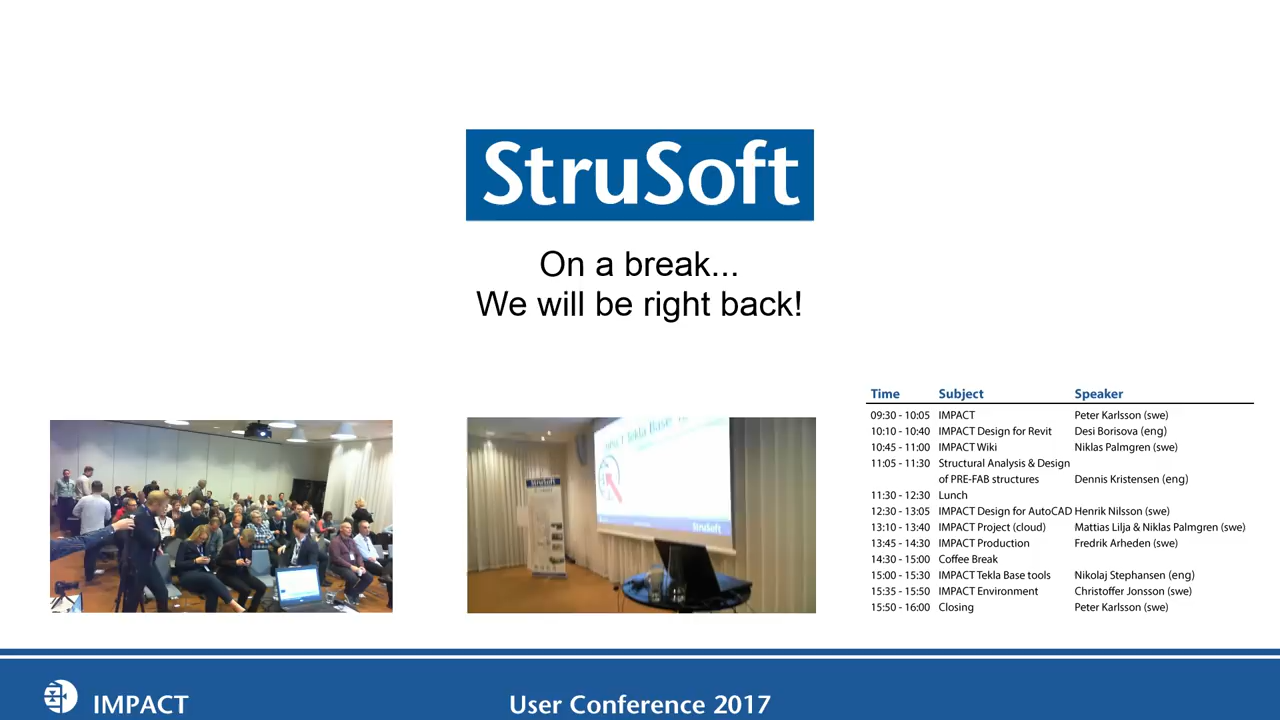 StruSoft
On a break...
We will be right back!
Time Subject Speaker
09:30 - 10:05 IMPACT Peter Karlsson (swe)
10:10 - 10:40 IMPACT Design for Revit Desi Borisova (eng)
10:45 - 11:00 IMPACT Wiki Niklas Palmgren (swe)
11:05 - 11:30 Structural Analysis & Design
of PRE-FAB structures Dennis Kristensen (eng)
11:30 - 12:30 Lunch
12:30 - 13:05 IMPACT Design for AutoCAD Henrik Nilsson (swe)
13:10 - 13:40 IMPACT Project (cloud) Mattias Lilja & Niklas Palmgren (swe)
13:45 - 14:30 IMPACT Production Fredrik Arheden (swe)
14:30 - 15:00 Coffee Break
15:00 - 15:30 IMPACT Tekla Base tools Nikolaj Stephansen (eng)
15:35 - 15:50 IMPACT Environment Christoffer Jonsson (swe)
15:50 - 16:00 Closing Peter Karlsson (swe)
Tekla Base
StruSoft
StruSoft
IMPACT
User Conference 2017